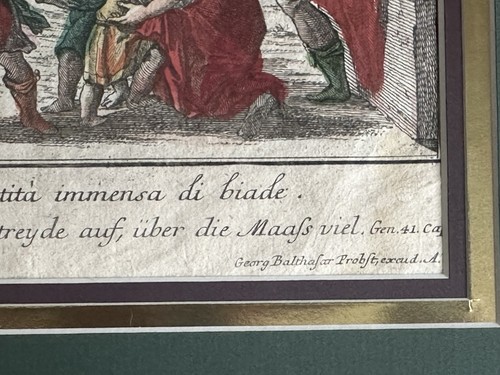 tità immensa di biade.
treyde auf, über die Maaſs viel. Gen. 41. Ca
Georg Balthaſar Probſt, excud. A.